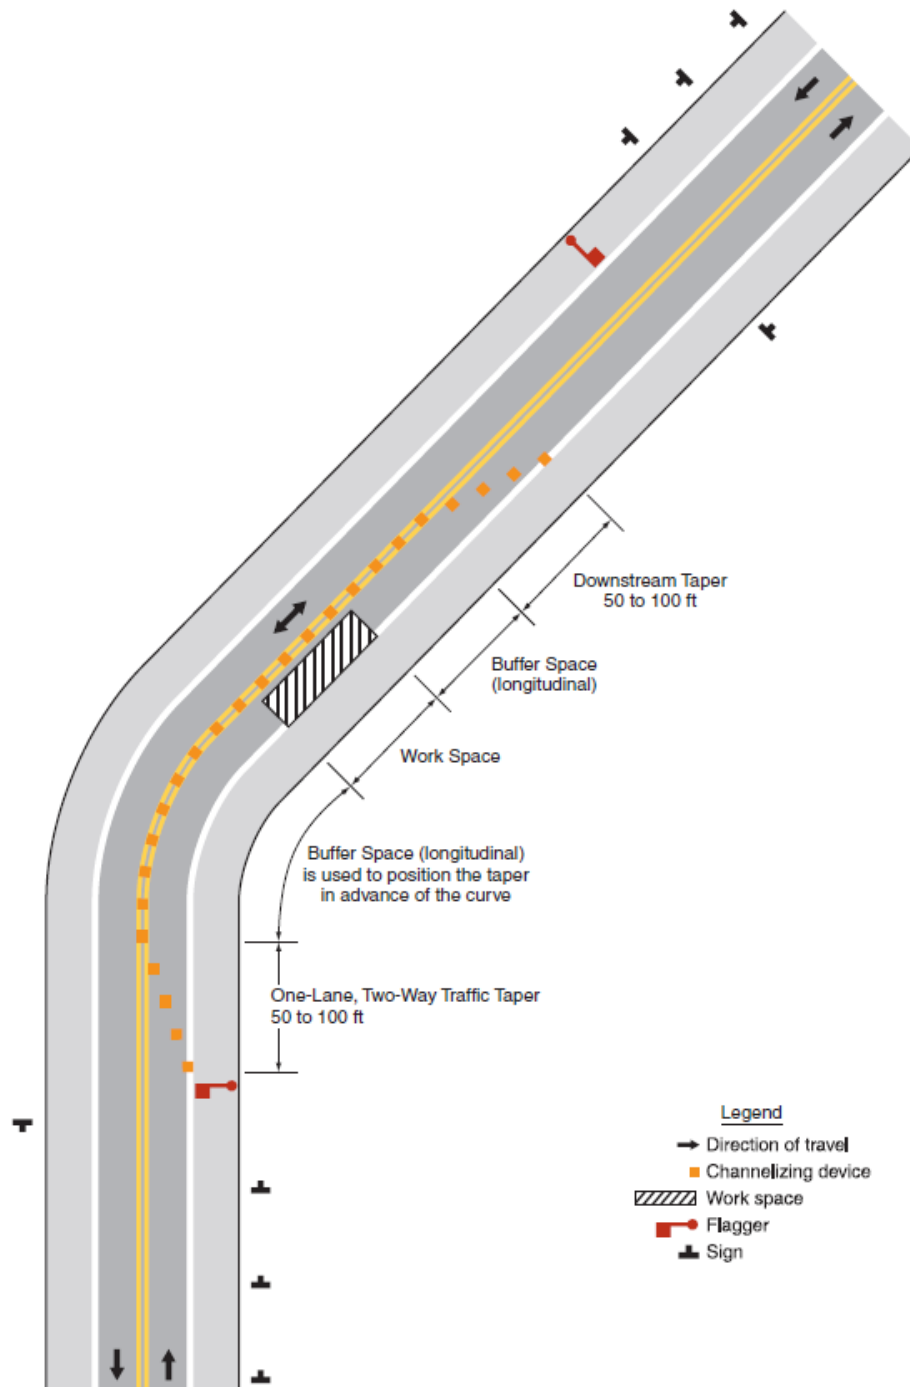 Downstream Taper
50 to 100 ft
Buffer Space
(longitudinal)
Work Space
Buffer Space (longitudinal)
is used to position the taper
in advance of the curve
One-Lane, Two-Way Traffic Taper
50 to 100 ft
Legend
Direction of travel
Channelizing device
Work space
Flagger
Sign